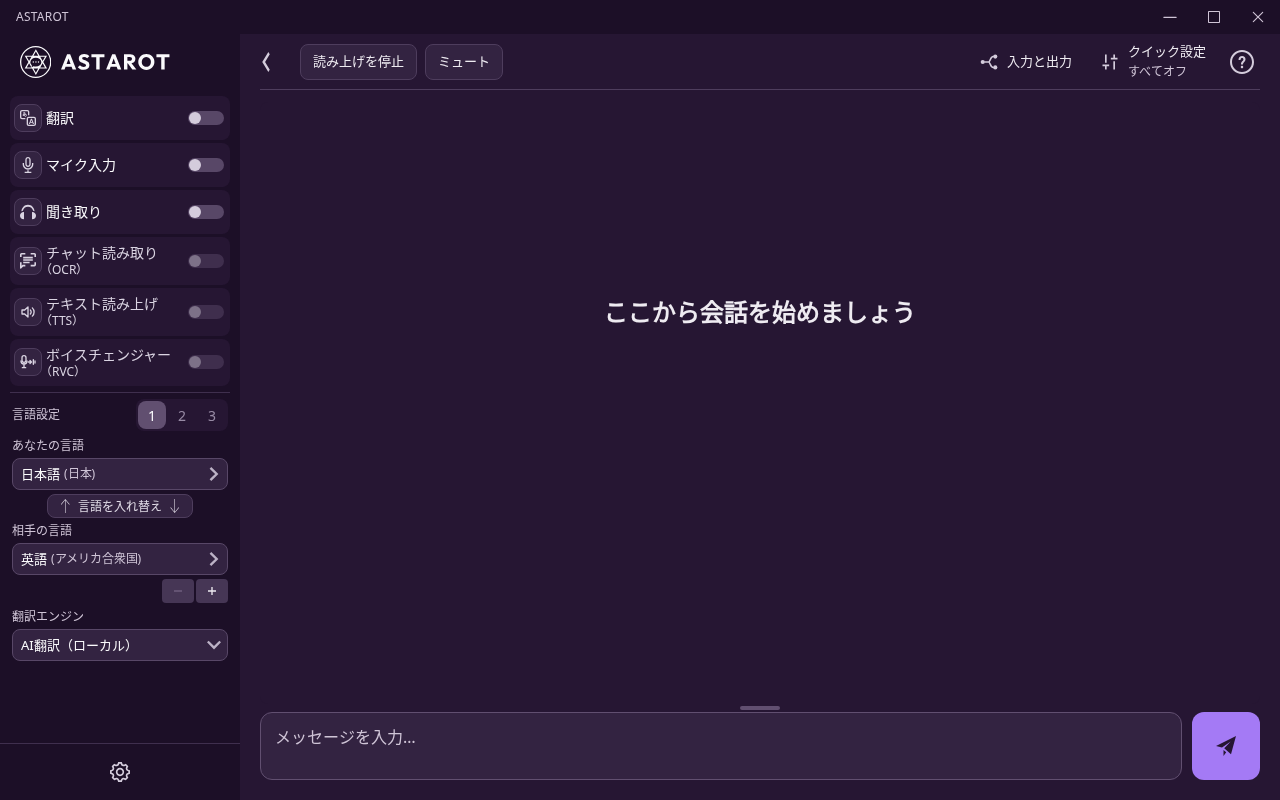 ASTAROT
ASTAROT
翻訳
マイク入力
聞き取り
チャット読み取り
（OCR）
テキスト読み上げ
（TTS）
ボイスチェンジャー
（RVC）
言語設定
1 2 3
あなたの言語
日本語 (日本)
↑ 言語を入れ替え ↓
相手の言語
英語 (アメリカ合衆国)
− +
翻訳エンジン
AI翻訳（ローカル）
読み上げを停止
ミュート
入力と出力
クイック設定
すべてオフ
?
ここから会話を始めましょう
メッセージを入力...